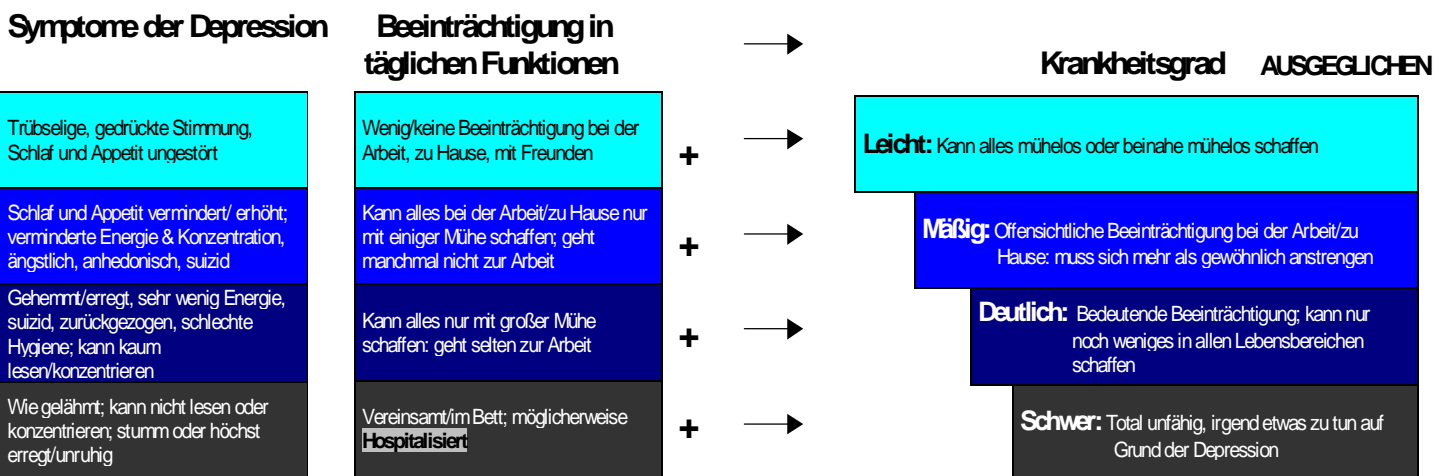 Symptome der Depression
Beeinträchtigung in
täglichen Funktionen
Krankheitsgrad AUSGEGLICHEN
Trübselige, gedrückte Stimmung,
Schlaf und Appetit ungestört
Wenig/keine Beeinträchtigung bei der
Arbeit, zu Hause, mit Freunden
+
Leicht: Kann alles mühelos oder beinahe mühelos schaffen
Schlaf und Appetit vermindert/ erhöht;
verminderte Energie & Konzentration,
ängstlich, anhedonisch, suizid
Kann alles bei der Arbeit/zu Hause nur
mit einiger Mühe schaffen; geht
manchmal nicht zur Arbeit
+
Mäßig: Offensichtliche Beeinträchtigung bei der Arbeit/zu
Hause: muss sich mehr als gewöhnlich anstrengen
Gehemmt/erregt, sehr wenig Energie,
suizid, zurückgezogen, schlechte
Hygiene; kann kaum
lesen/konzentrieren
Kann alles nur mit großer Mühe
schaffen: geht selten zur Arbeit
+
Deutlich: Bedeutende Beeinträchtigung; kann nur
noch weniges in allen Lebensbereichen
schaffen
Wie gelähmt; kann nicht lesen oder
konzentrieren; stumm oder höchst
erregt/unruhig
Vereinsamt/im Bett; möglicherweise
Hospitalisiert
+
Schwer: Total unfähig, irgend etwas zu tun auf
Grund der Depression